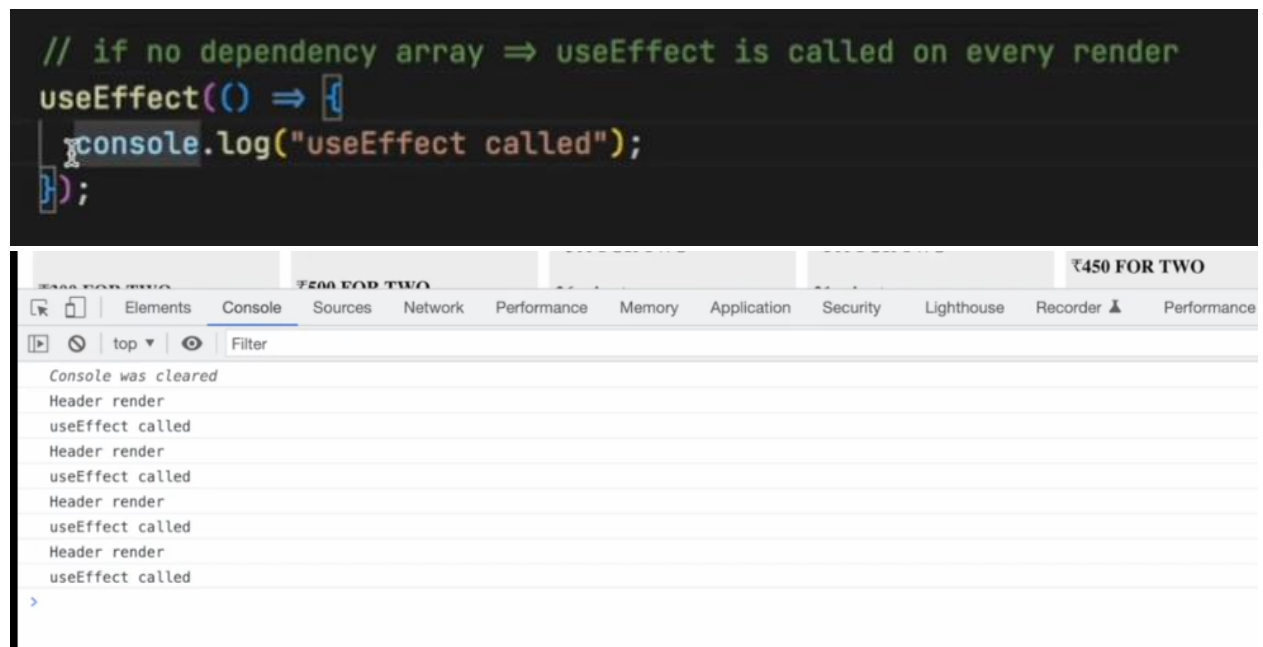 // if no dependency array => useEffect is called on every render
useEffect(() => {
console.log("useEffect called");
});
₹450 FOR TWO
₹500 FOR TWO
Elements Console Sources Network Performance Memory Application Security Lighthouse Recorder Performance
top Filter
Console was cleared
Header render
useEffect called
Header render
useEffect called
Header render
useEffect called
Header render
useEffect called
>